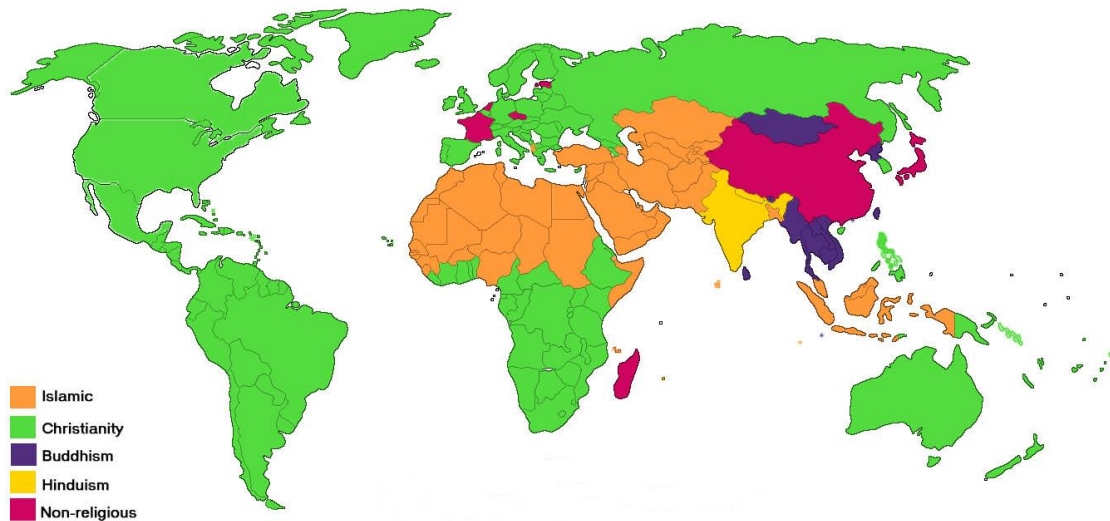 Islamic
Christianity
Buddhism
Hinduism
Non-religious